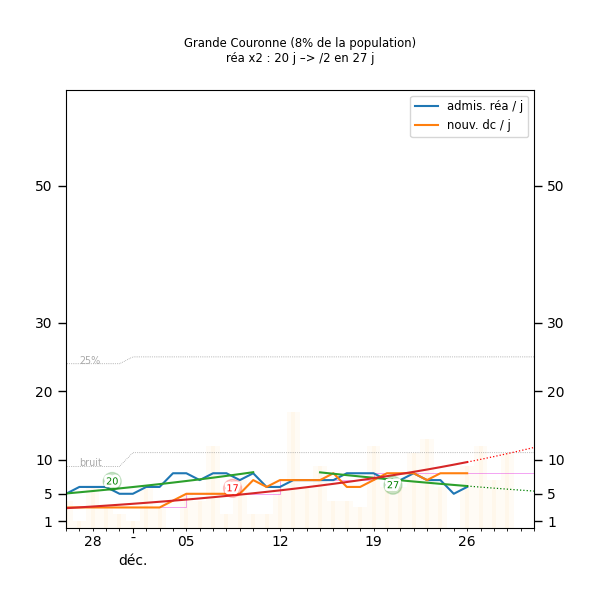 Grande Couronne (8% de la population)
réa x2 : 20 j –> /2 en 27 j
admis. réa / j
nouv. dc / j
50 50
30 30
25%
20 20
bruit
10 10
20
17
27
5 5
1 1
28 - 05 12 19 26
déc.